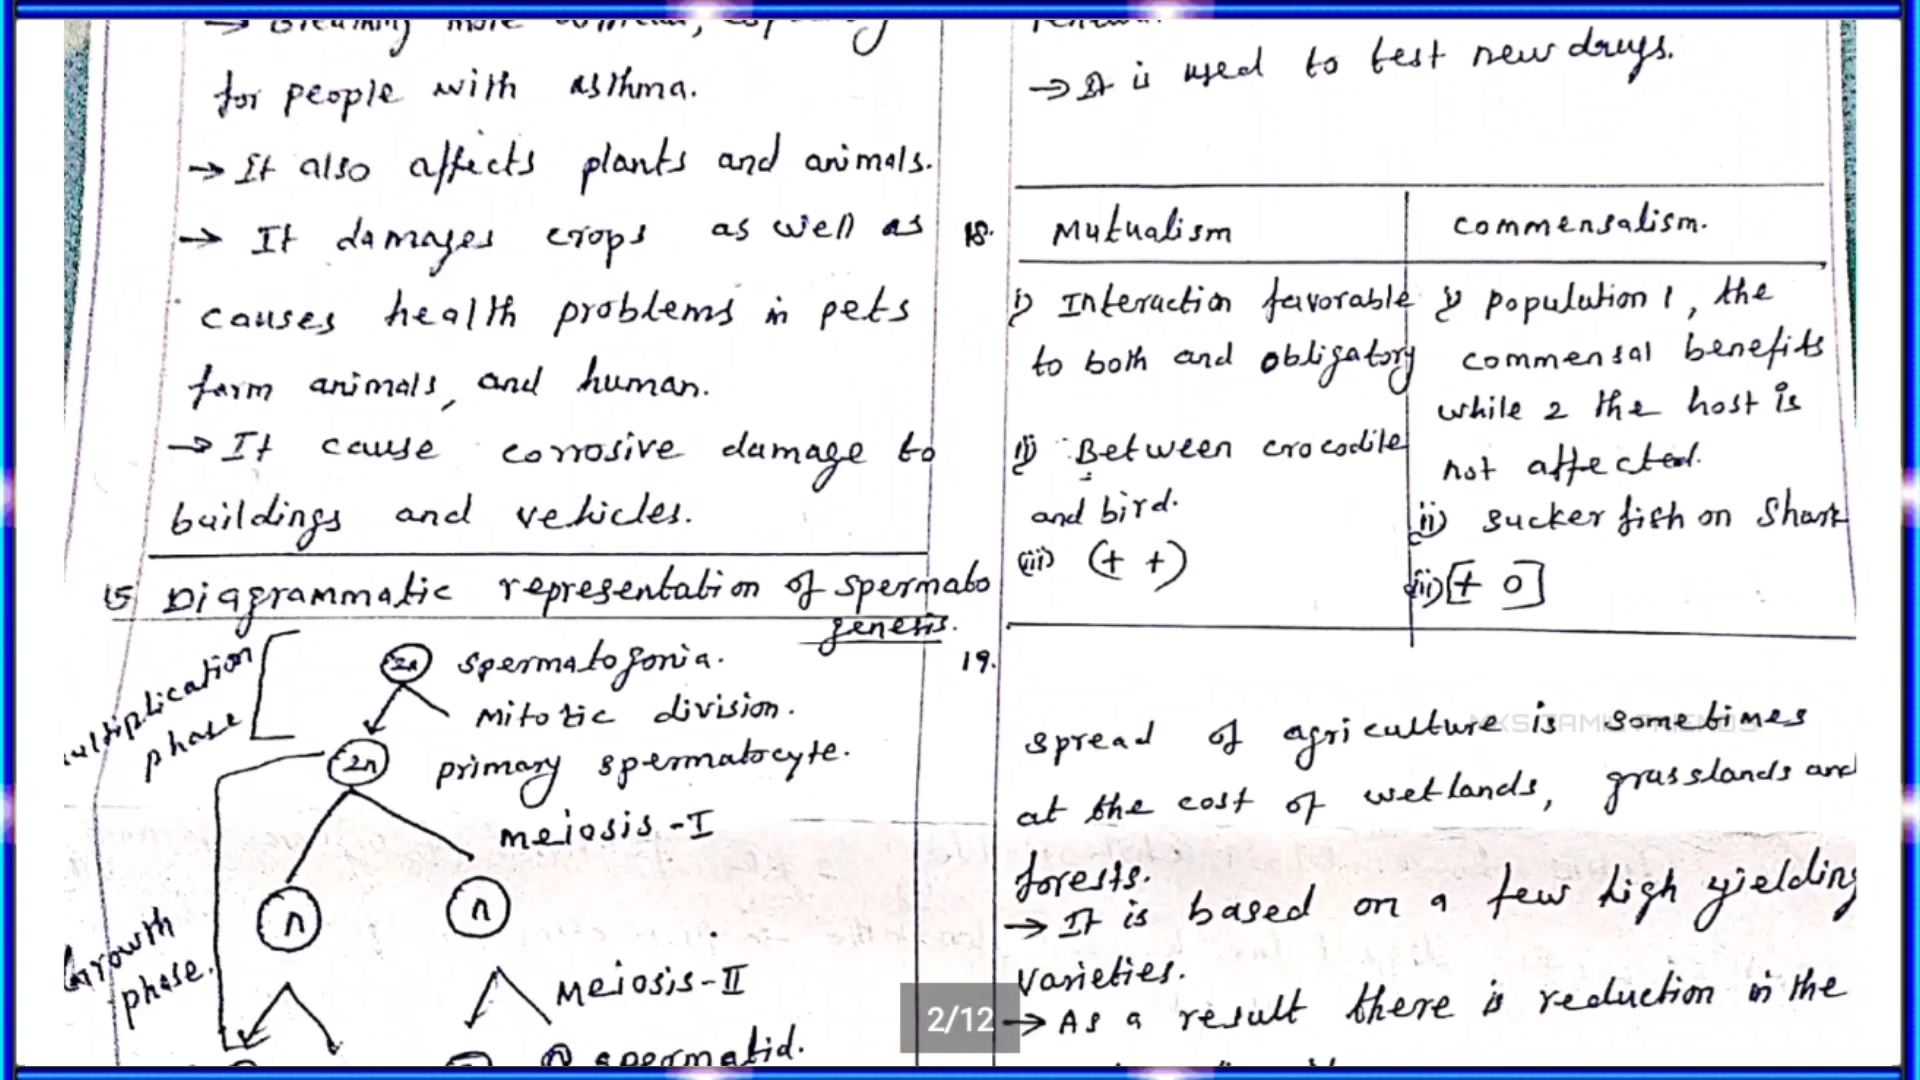 → Breathing more difficult,
for people with asthma.
→ It also affects plants and animals.
→ It damages crops as well as
causes health problems in pets
farm animals, and human.
→ It cause corrosive damage to
buildings and vehicles.
15 Diagrammatic representation of spermato
genesis.
2n spermatogonia.
Mitotic division.
phase
2n primary spermatocyte.
meiosis-I
n n
Growth
phase.
Meiosis-II
spermatid.
→ It is used to test new drugs.
18. Mutualism commensalism.
i) Interaction favorable
to both and obligatory
ii) Between crocodile
and bird.
(iii) (+ +)
i) population 1, the
commensal benefits
while 2 the host is
not affected.
ii) sucker fish on Shark
iii) [+ 0]
19.
spread of agriculture is sometimes
at the cost of wetlands, grasslands and
forests.
→ It is based on a few high yielding
varieties.
→ As a result there is reduction in the
2/12